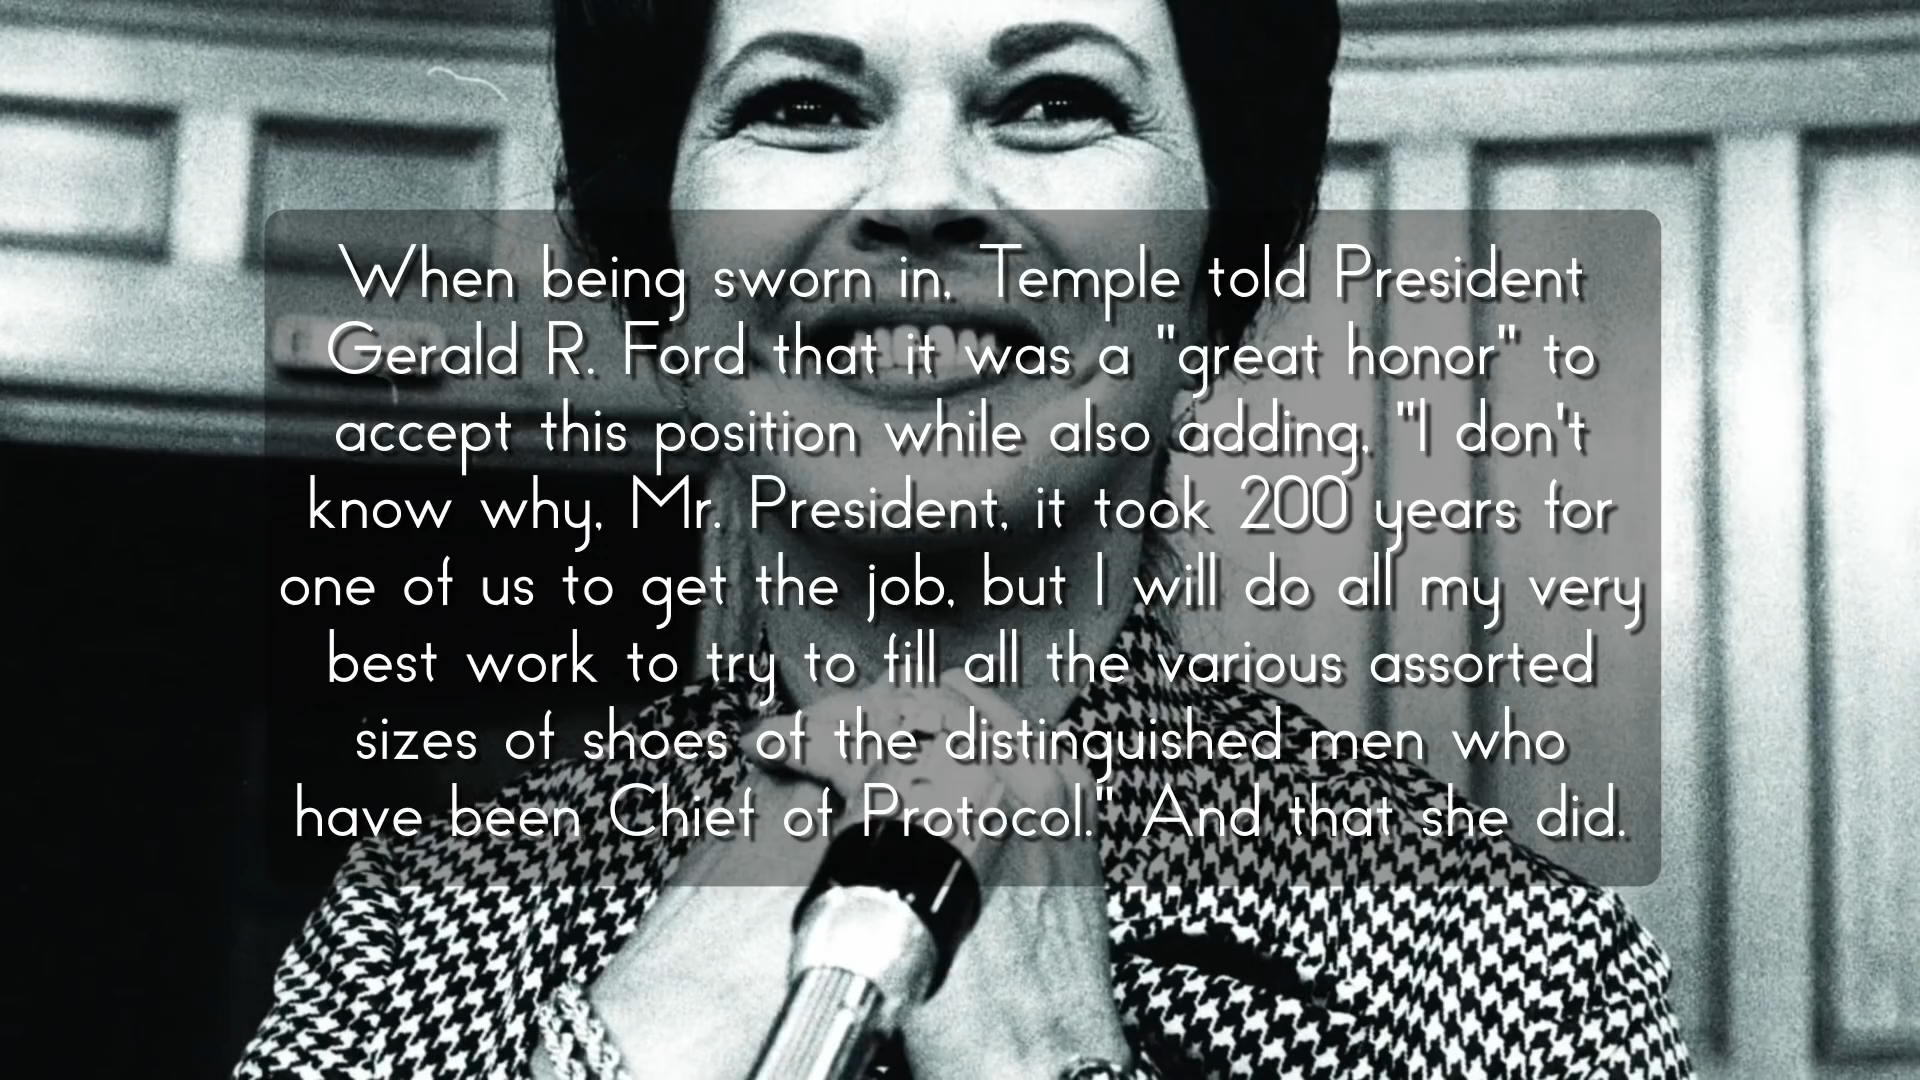 When being sworn in, Temple told President
Gerald R. Ford that it was a "great honor" to
accept this position while also adding, "I don't
know why, Mr. President, it took 200 years for
one of us to get the job, but I will do all my very
best work to try to fill all the various assorted
sizes of shoes of the distinguished men who
have been Chief of Protocol." And that she did.